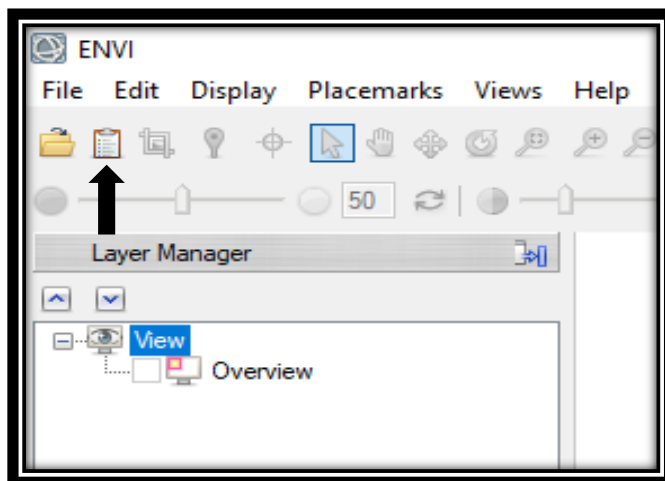 ENVI
File Edit Display Placemarks Views Help
50
Layer Manager
View
Overview